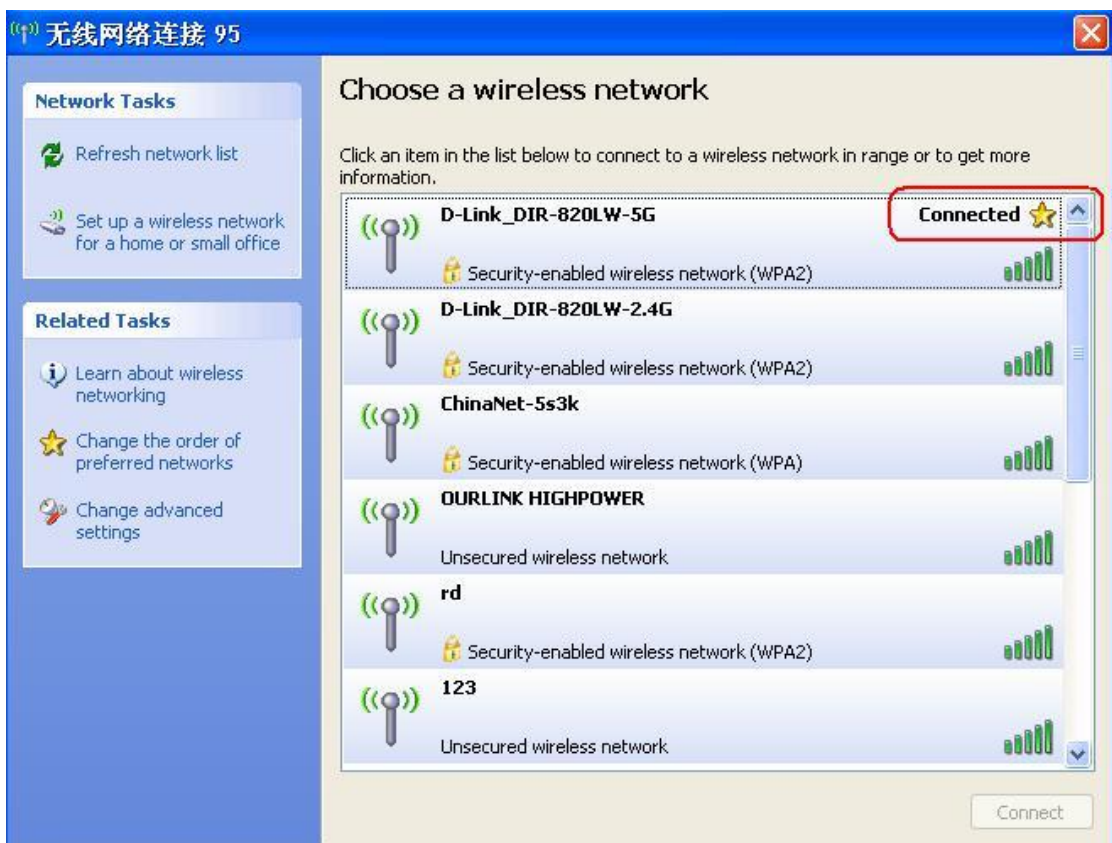 无线网络连接 95
Network Tasks
Refresh network list
Set up a wireless network
for a home or small office
Related Tasks
Learn about wireless
networking
Change the order of
preferred networks
Change advanced
settings
Choose a wireless network
Click an item in the list below to connect to a wireless network in range or to get more
information.
D-Link_DIR-820LW-5G
Connected
Security-enabled wireless network (WPA2)
D-Link_DIR-820LW-2.4G
Security-enabled wireless network (WPA2)
ChinaNet-5s3k
Security-enabled wireless network (WPA)
OURLINK HIGHPOWER
Unsecured wireless network
rd
Security-enabled wireless network (WPA2)
123
Unsecured wireless network
Connect